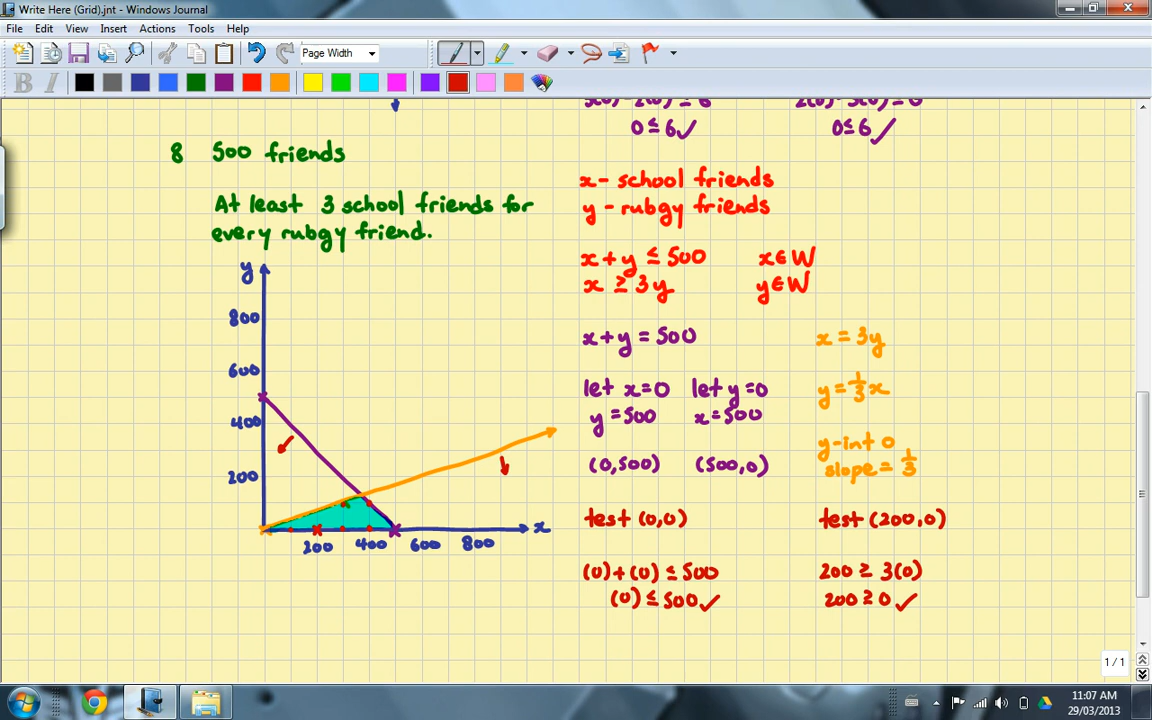 Write Here (Grid).jnt - Windows Journal
File Edit View Insert Actions Tools Help
Page Width
B I
0 ≤ 6 ✓
0 ≤ 6 ✓
8 500 friends
At least 3 school friends for
every rubgy friend.
x - school friends
y - rubgy friends
x + y ≤ 500 x ∈ W
x ≥ 3y y ∈ W
y
800
600
400
200
200 400 600 800 x
x + y = 500
let x=0 let y=0
y = 500 x = 500
(0,500) (500,0)
test (0,0)
(0)+(0) ≤ 500
(0) ≤ 500 ✓
x = 3y
y = 1/3 x
y-int 0
slope = 1/3
test (200,0)
200 ≥ 3(0)
200 ≥ 0 ✓
1 / 1
11:07 AM
29/03/2013